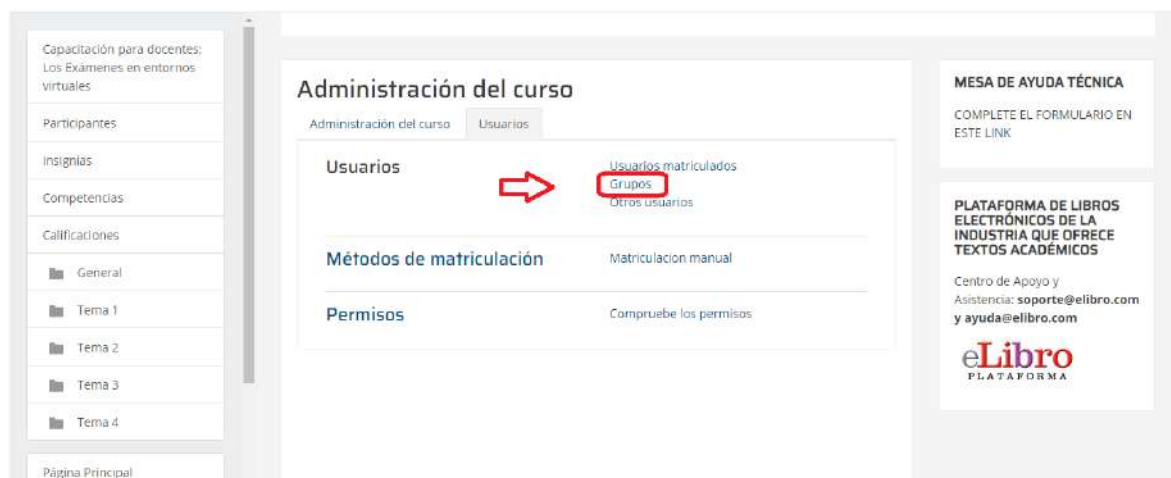 Capacitación para docentes:
Los Exámenes en entornos
virtuales
Participantes
Insignias
Competencias
Calificaciones
General
Tema 1
Tema 2
Tema 3
Tema 4
Página Principal
Administración del curso
Administración del curso
Usuarios
Usuarios
Usuarios matriculados
Grupos
Otros usuarios
Métodos de matriculación
Matriculacion manual
Permisos
Compruebe los permisos
MESA DE AYUDA TÉCNICA
COMPLETE EL FORMULARIO EN
ESTE LINK
PLATAFORMA DE LIBROS
ELECTRÓNICOS DE LA
INDUSTRIA QUE OFRECE
TEXTOS ACADÉMICOS
Centro de Apoyo y
Asistencia: soporte@elibro.com
y ayuda@elibro.com
eLibro
PLATAFORMA